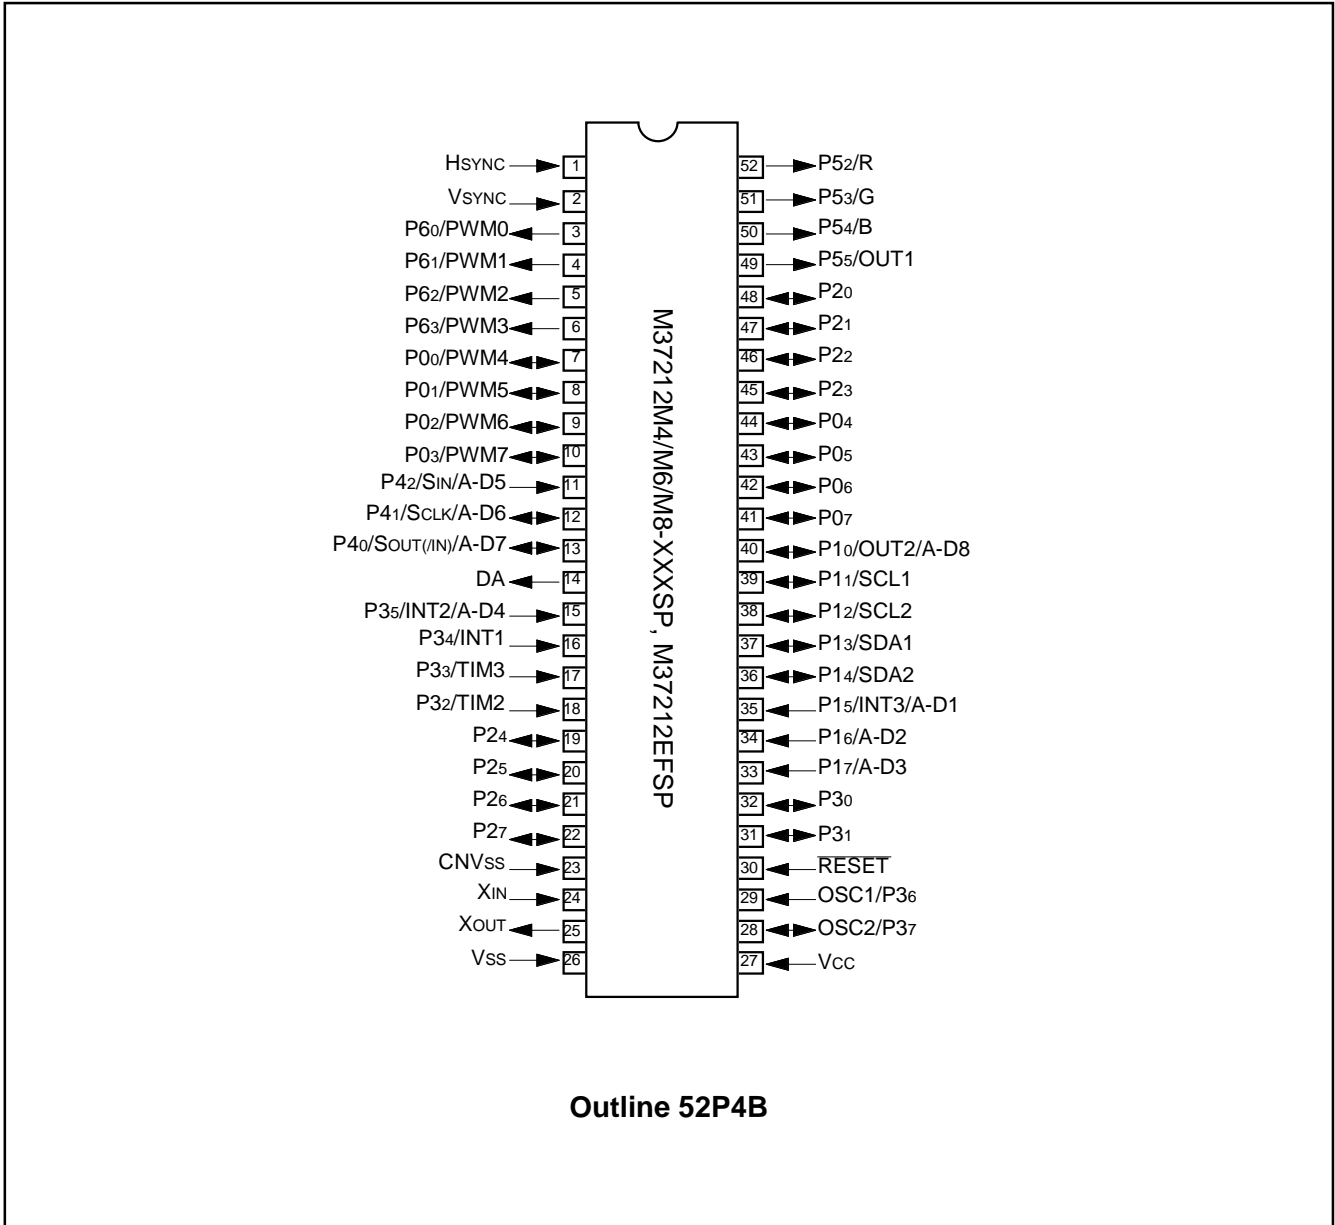 HSYNC 1
VSYNC 2
P60/PWM0 3
P61/PWM1 4
P62/PWM2 5
P63/PWM3 6
P00/PWM4 7
P01/PWM5 8
P02/PWM6 9
P03/PWM7 10
P42/SIN/A-D5 11
P41/SCLK/A-D6 12
P40/SOUT(/IN)/A-D7 13
DA 14
P35/INT2/A-D4 15
P34/INT1 16
P33/TIM3 17
P32/TIM2 18
P24 19
P25 20
P26 21
P27 22
CNVSS 23
XIN 24
XOUT 25
VSS 26
M37212M4/M6/M8-XXXSP, M37212EFSP
52 P52/R
51 P53/G
50 P54/B
49 P55/OUT1
48 P20
47 P21
46 P22
45 P23
44 P04
43 P05
42 P06
41 P07
40 P10/OUT2/A-D8
39 P11/SCL1
38 P12/SCL2
37 P13/SDA1
36 P14/SDA2
35 P15/INT3/A-D1
34 P16/A-D2
33 P17/A-D3
32 P30
31 P31
30 RESET
29 OSC1/P36
28 OSC2/P37
27 VCC
Outline 52P4B